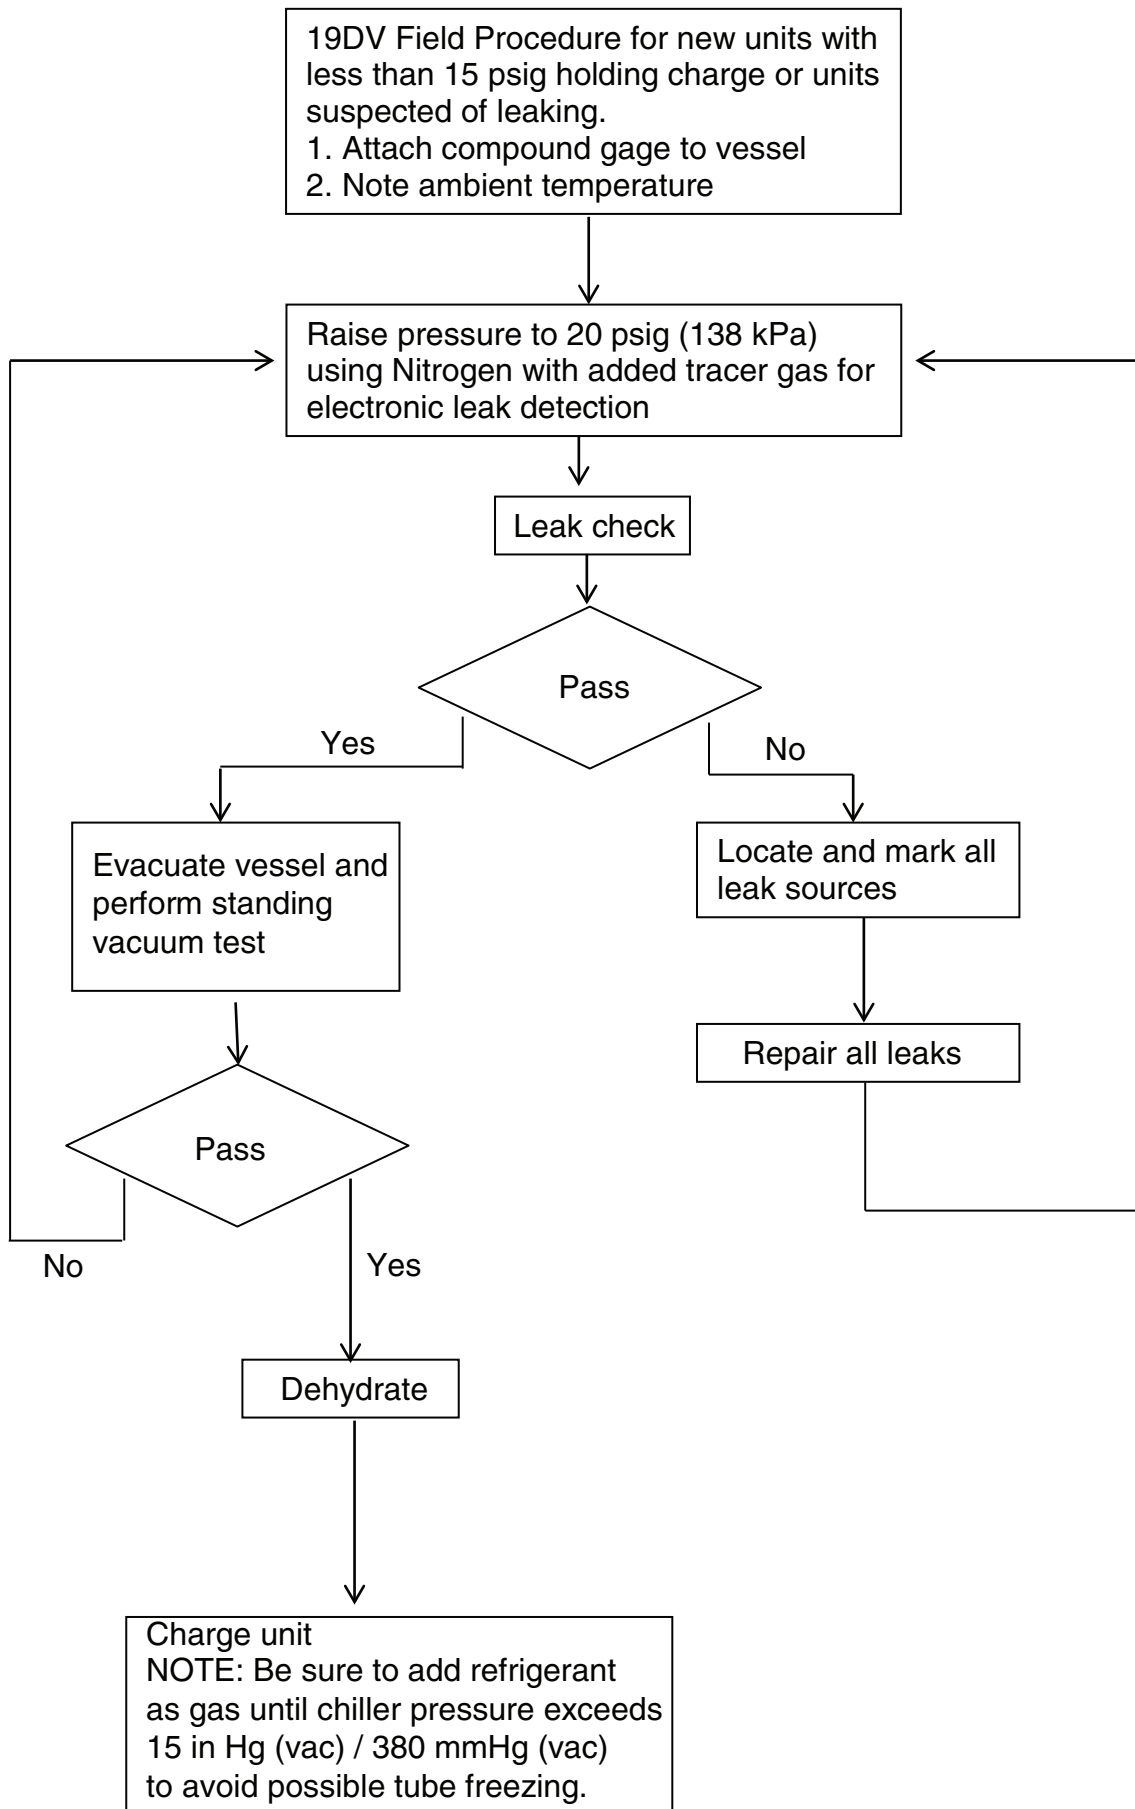 19DV Field Procedure for new units with
less than 15 psig holding charge or units
suspected of leaking.
1. Attach compound gage to vessel
2. Note ambient temperature
Raise pressure to 20 psig (138 kPa)
using Nitrogen with added tracer gas for
electronic leak detection
Leak check
Pass
Yes
No
Evacuate vessel and
perform standing
vacuum test
Locate and mark all
leak sources
Repair all leaks
Pass
No
Yes
Dehydrate
Charge unit
NOTE: Be sure to add refrigerant
as gas until chiller pressure exceeds
15 in Hg (vac) / 380 mmHg (vac)
to avoid possible tube freezing.